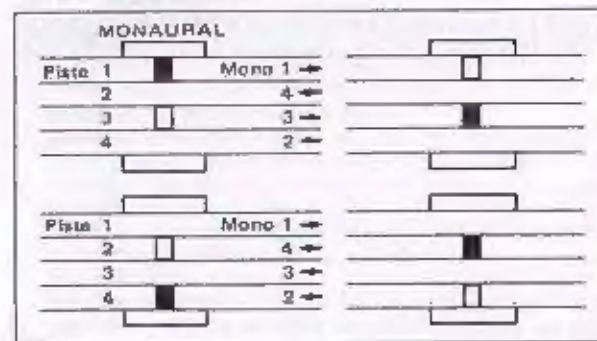 MONAURAL
Piste 1 Mono 1 →
2 4 ←
3 3 →
4 2 ←
Piste 1 Mono 1 →
2 4 ←
3 3 →
4 2 ←